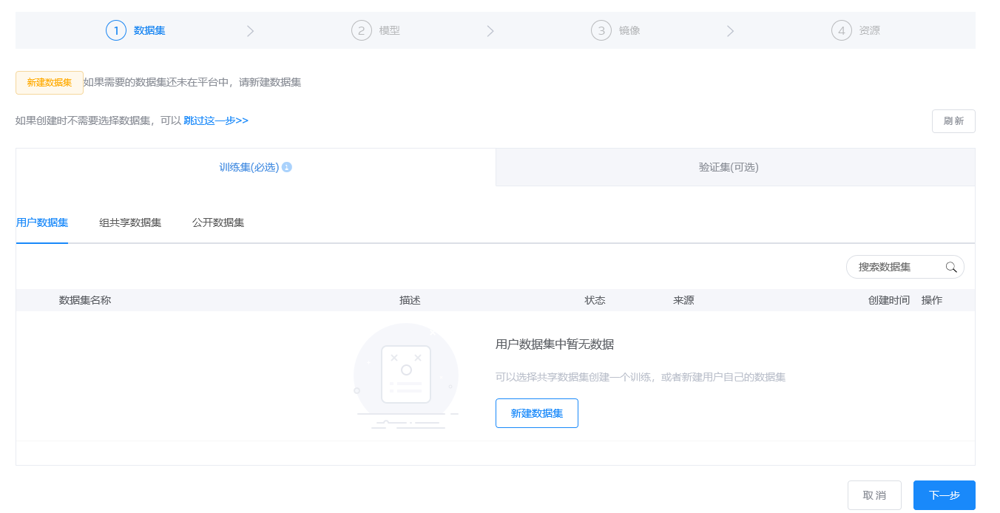 1 数据集 2 模型 3 镜像 4 资源
新建数据集 如果需要的数据集还未在平台中，请新建数据集
如果创建时不需要选择数据集，可以 跳过这一步>>
刷 新
训练集(必选) 1 验证集(可选)
用户数据集 组共享数据集 公开数据集
搜索数据集
数据集名称 描述 状态 来源 创建时间 操作
用户数据集中暂无数据
可以选择共享数据集创建一个训练，或者新建用户自己的数据集
新建数据集
取 消 下一步